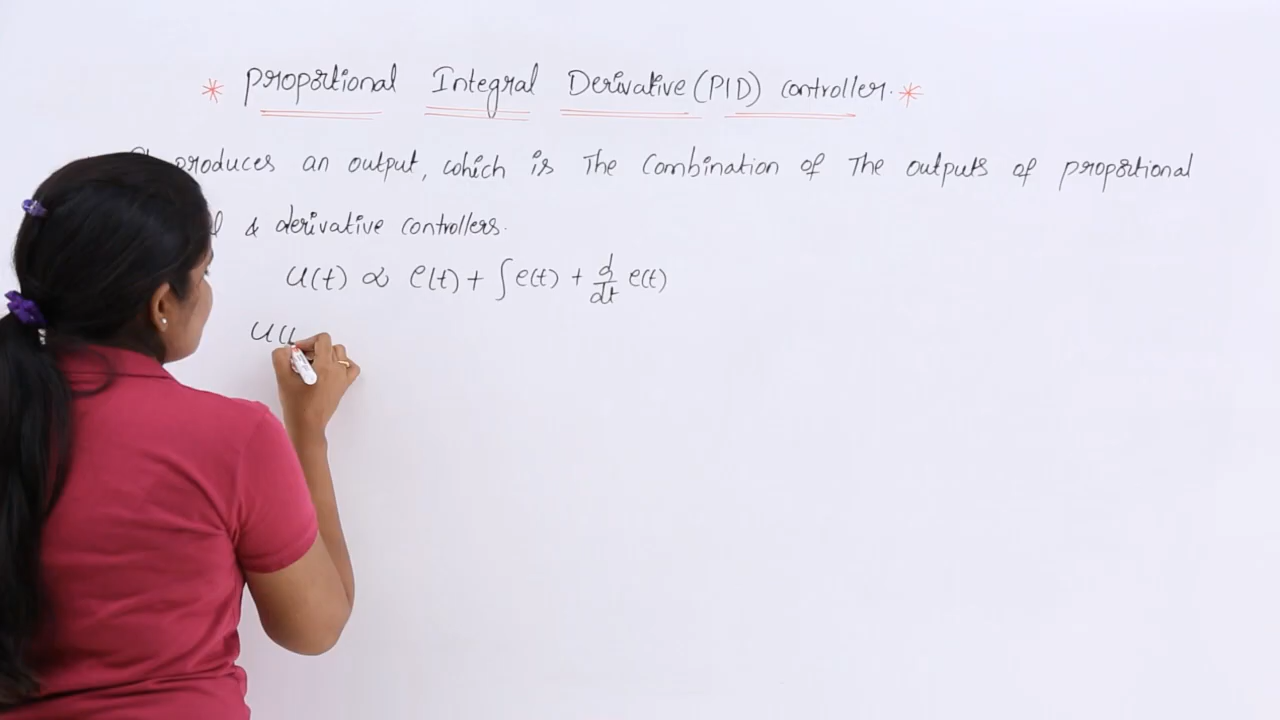 * Proportional Integral Derivative (PID) controller. *
produces an output, which is The Combination of The outputs of proportional
& derivative controllers.
u(t) ∝ e(t) + ∫e(t) + d/dt e(t)
u(